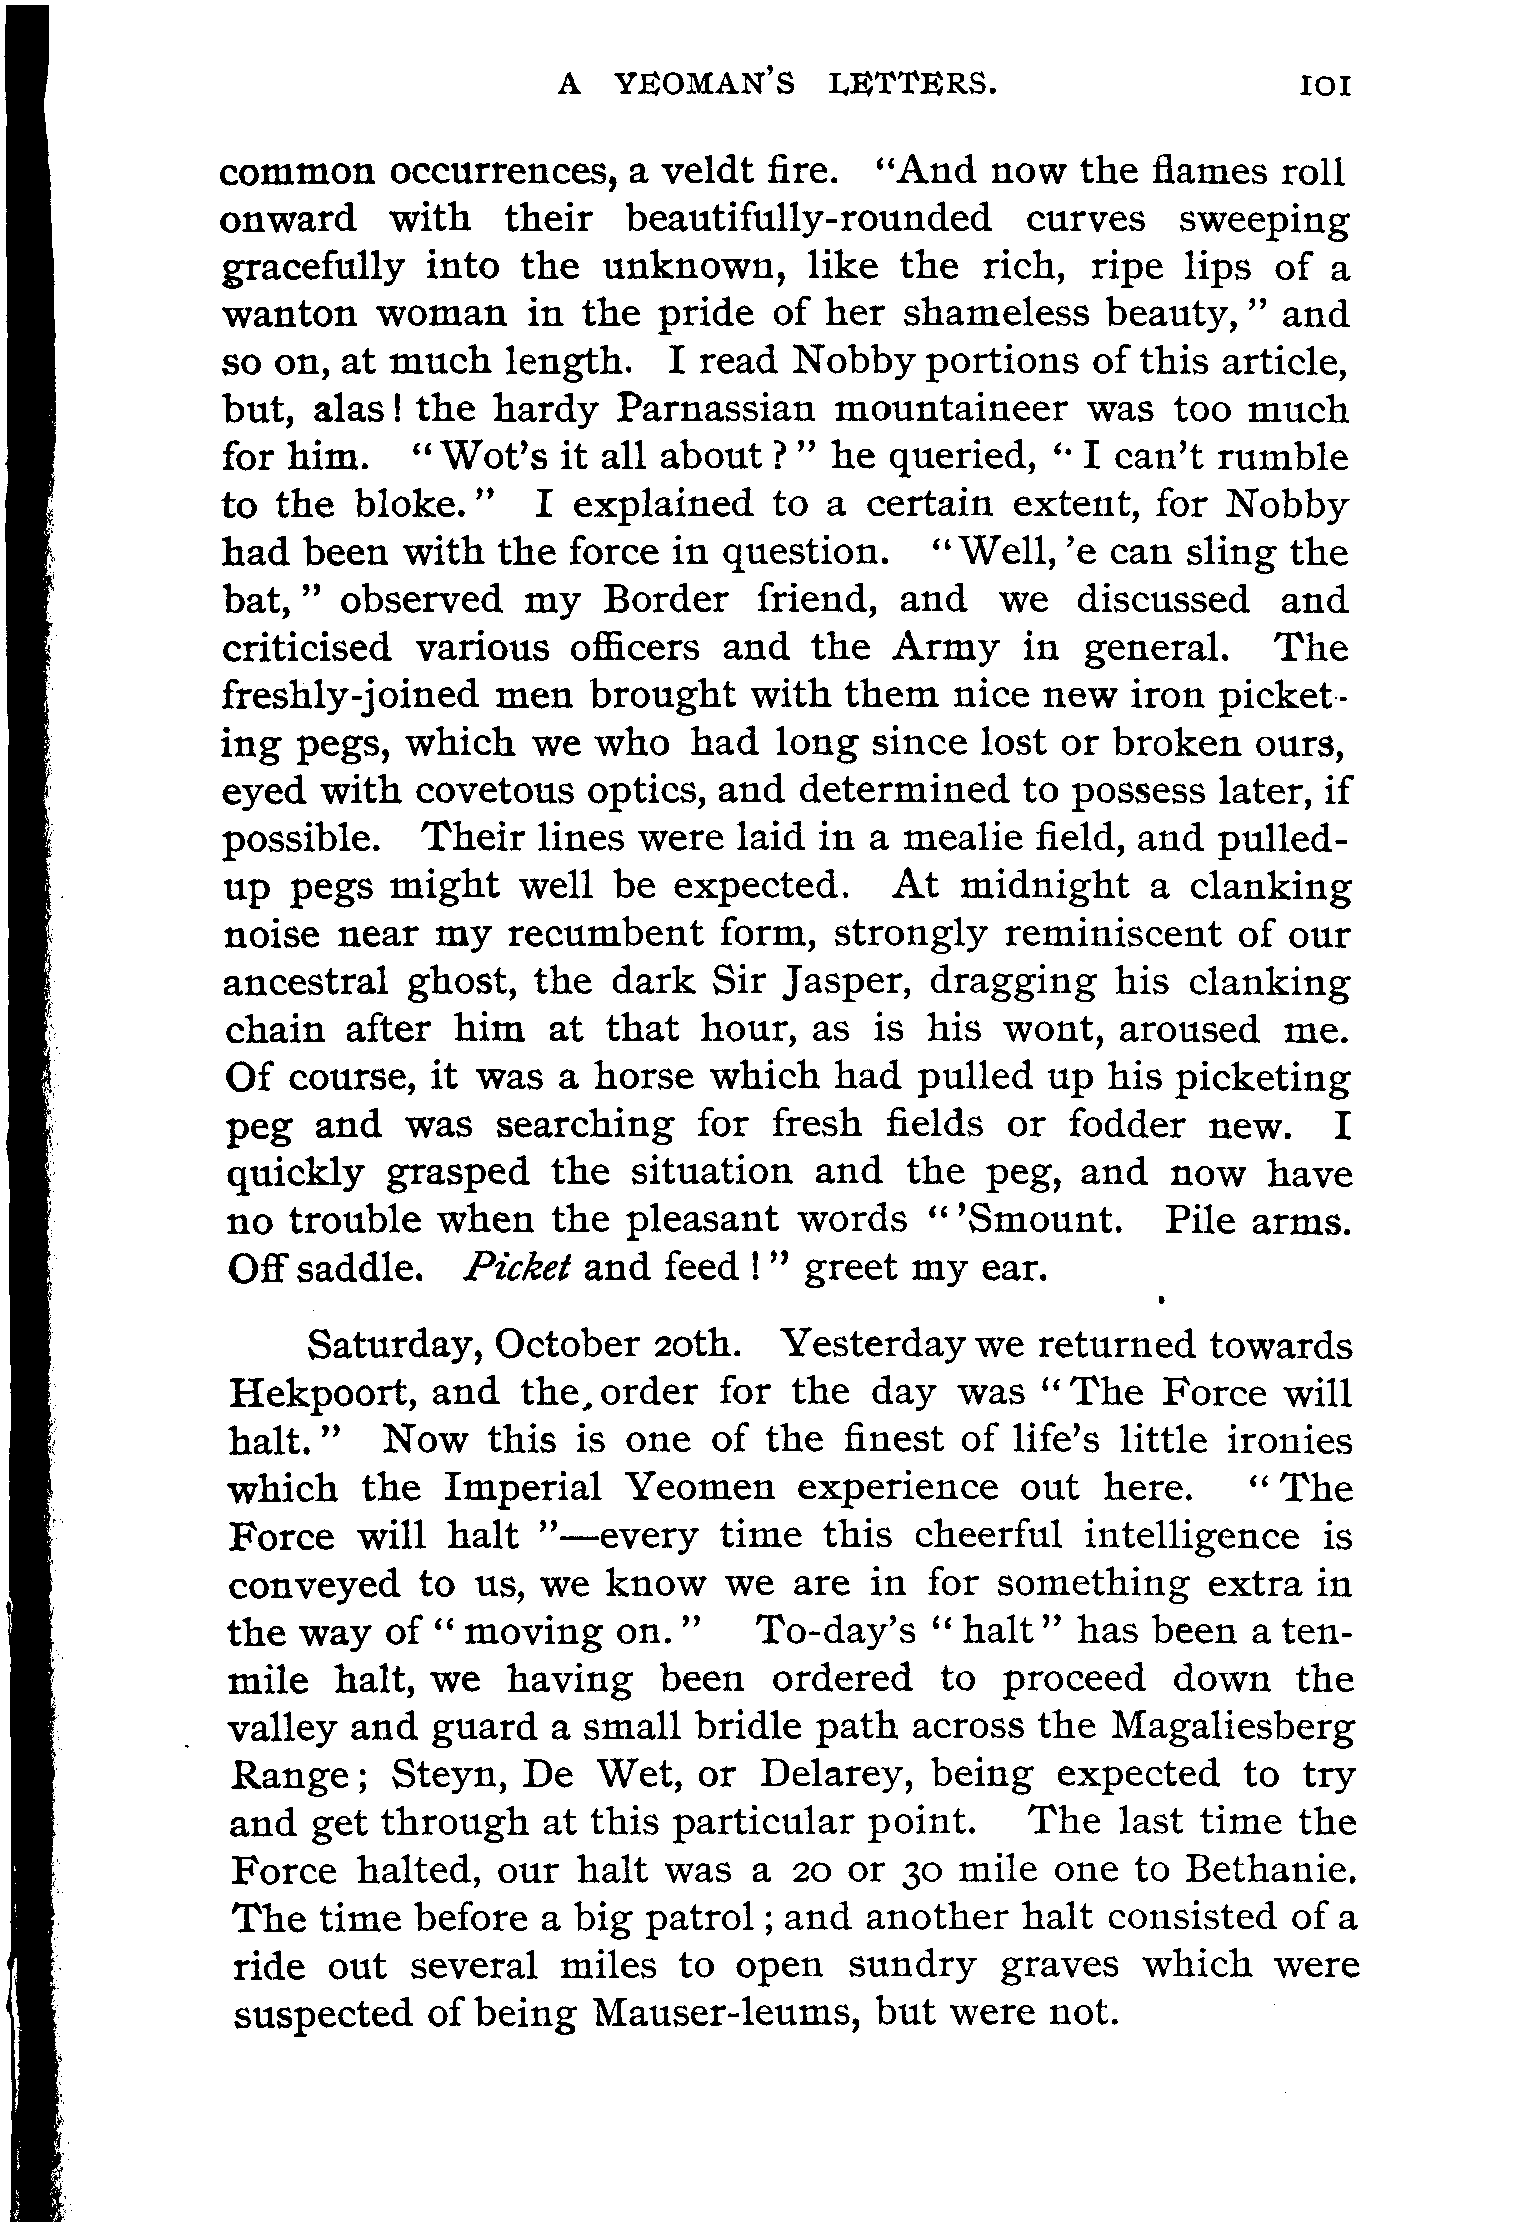 A YEOMAN'S LETTERS. 101
common occurrences, a veldt fire. "And now the flames roll
onward with their beautifully-rounded curves sweeping
gracefully into the unknown, like the rich, ripe lips of a
wanton woman in the pride of her shameless beauty," and
so on, at much length. I read Nobby portions of this article,
but, alas! the hardy Parnassian mountaineer was too much
for him. "Wot's it all about?" he queried, "I can't rumble
to the bloke." I explained to a certain extent, for Nobby
had been with the force in question. "Well, 'e can sling the
bat," observed my Border friend, and we discussed and
criticised various officers and the Army in general. The
freshly-joined men brought with them nice new iron picket-
ing pegs, which we who had long since lost or broken ours,
eyed with covetous optics, and determined to possess later, if
possible. Their lines were laid in a mealie field, and pulled-
up pegs might well be expected. At midnight a clanking
noise near my recumbent form, strongly reminiscent of our
ancestral ghost, the dark Sir Jasper, dragging his clanking
chain after him at that hour, as is his wont, aroused me.
Of course, it was a horse which had pulled up his picketing
peg and was searching for fresh fields or fodder new. I
quickly grasped the situation and the peg, and now have
no trouble when the pleasant words "'Smount. Pile arms.
Off saddle. Picket and feed!" greet my ear.
Saturday, October 20th. Yesterday we returned towards
Hekpoort, and the order for the day was "The Force will
halt." Now this is one of the finest of life's little ironies
which the Imperial Yeomen experience out here. "The
Force will halt"—every time this cheerful intelligence is
conveyed to us, we know we are in for something extra in
the way of "moving on." To-day's "halt" has been a ten-
mile halt, we having been ordered to proceed down the
valley and guard a small bridle path across the Magaliesberg
Range; Steyn, De Wet, or Delarey, being expected to try
and get through at this particular point. The last time the
Force halted, our halt was a 20 or 30 mile one to Bethanie.
The time before a big patrol; and another halt consisted of a
ride out several miles to open sundry graves which were
suspected of being Mauser-leums, but were not.